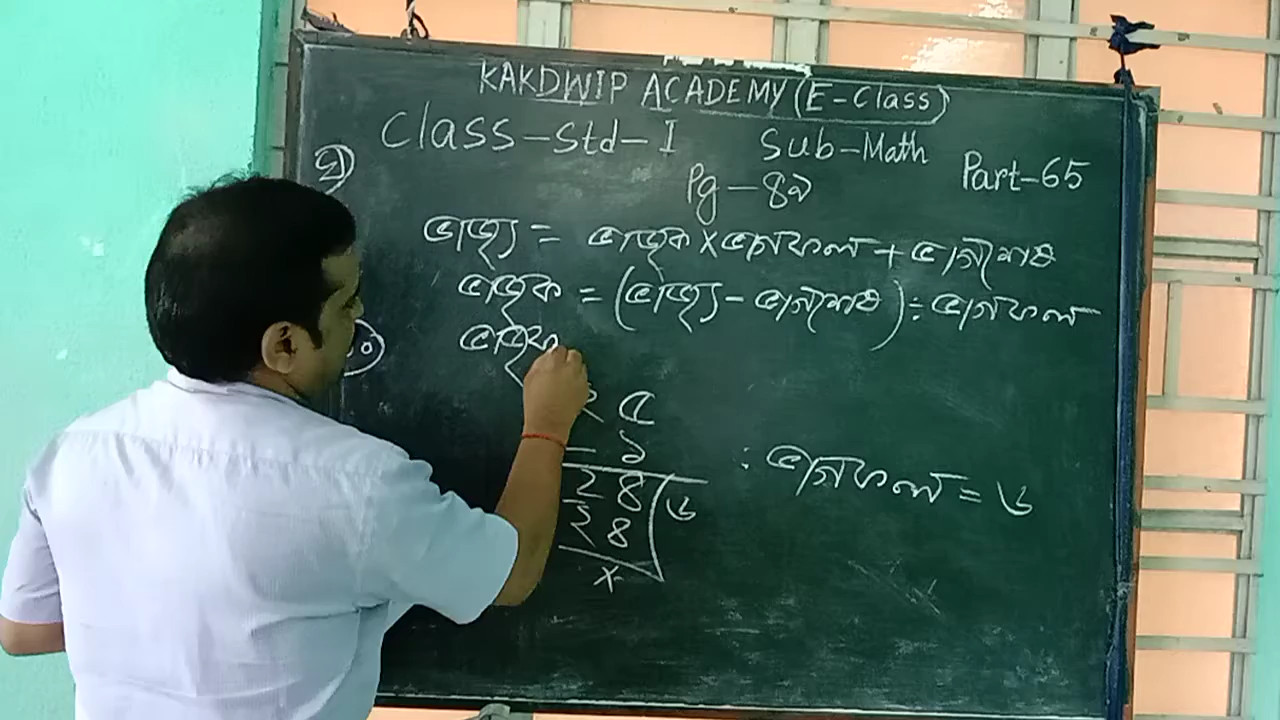 KAKDWIP ACADEMY (E-Class)
Class-Std-I Sub-Math Part-65
২)
Pg-৪৯
ভাজ্য = ভাজক x ভাগফল + ভাগশেষ
ভাজক = (ভাজ্য - ভাগশেষ) ÷ ভাগফল
২৫
- ১
২৪ ( ৬
২৪
x
: ভাগফল = ৬